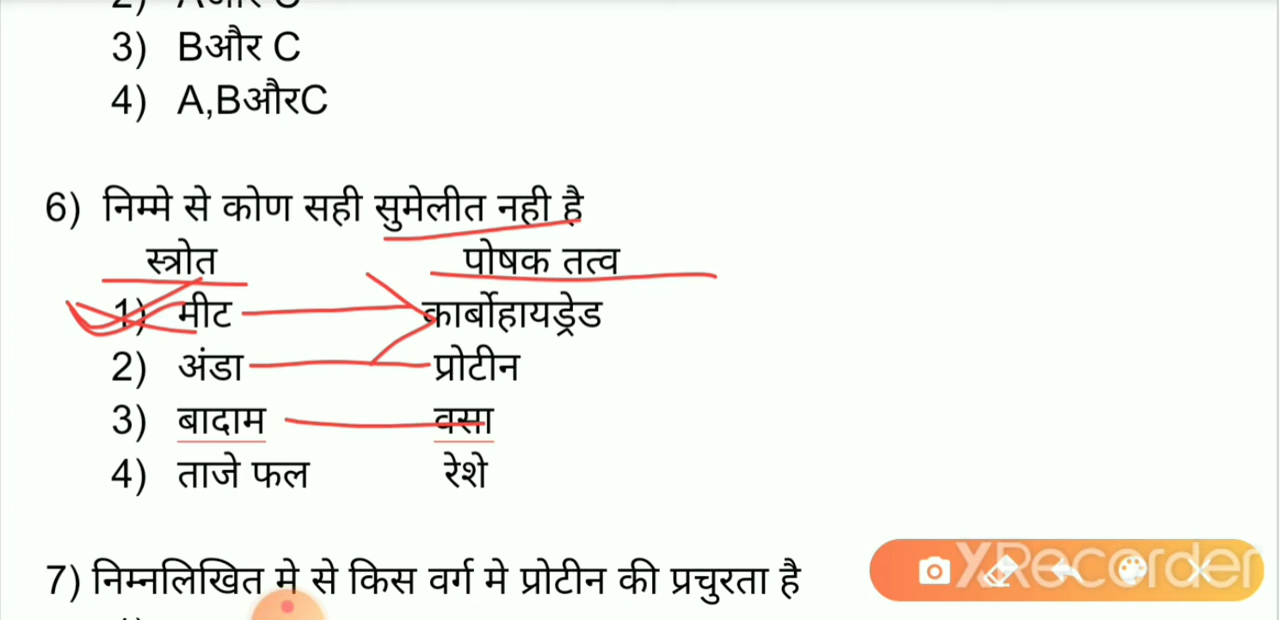 3) Bऔर C
4) A,BऔरC
6) निम्मे से कोण सही सुमेलीत नही है
स्त्रोत पोषक तत्व
1) मीट कार्बोहायड्रेड
2) अंडा प्रोटीन
3) बादाम वसा
4) ताजे फल रेशे
7) निम्नलिखित मे से किस वर्ग मे प्रोटीन की प्रचुरता है
XRecorder